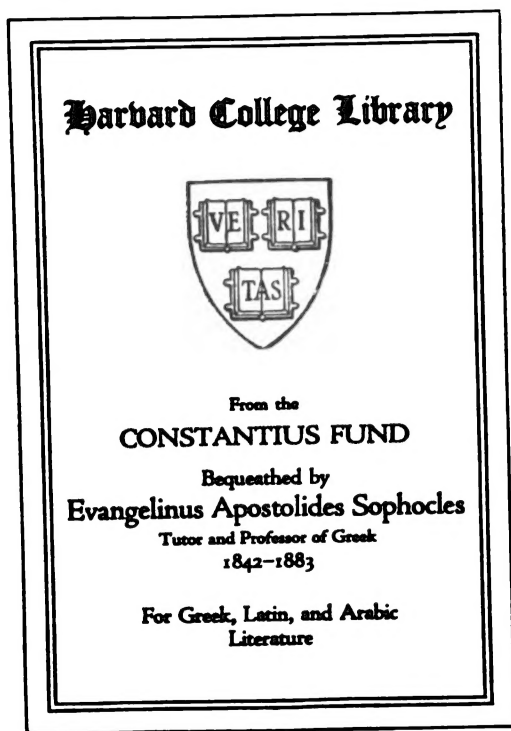 Harvard College Library
VE RI
TAS
From the
CONSTANTIUS FUND
Bequeathed by
Evangelinus Apostolides Sophocles
Tutor and Professor of Greek
1842–1883
For Greek, Latin, and Arabic
Literature